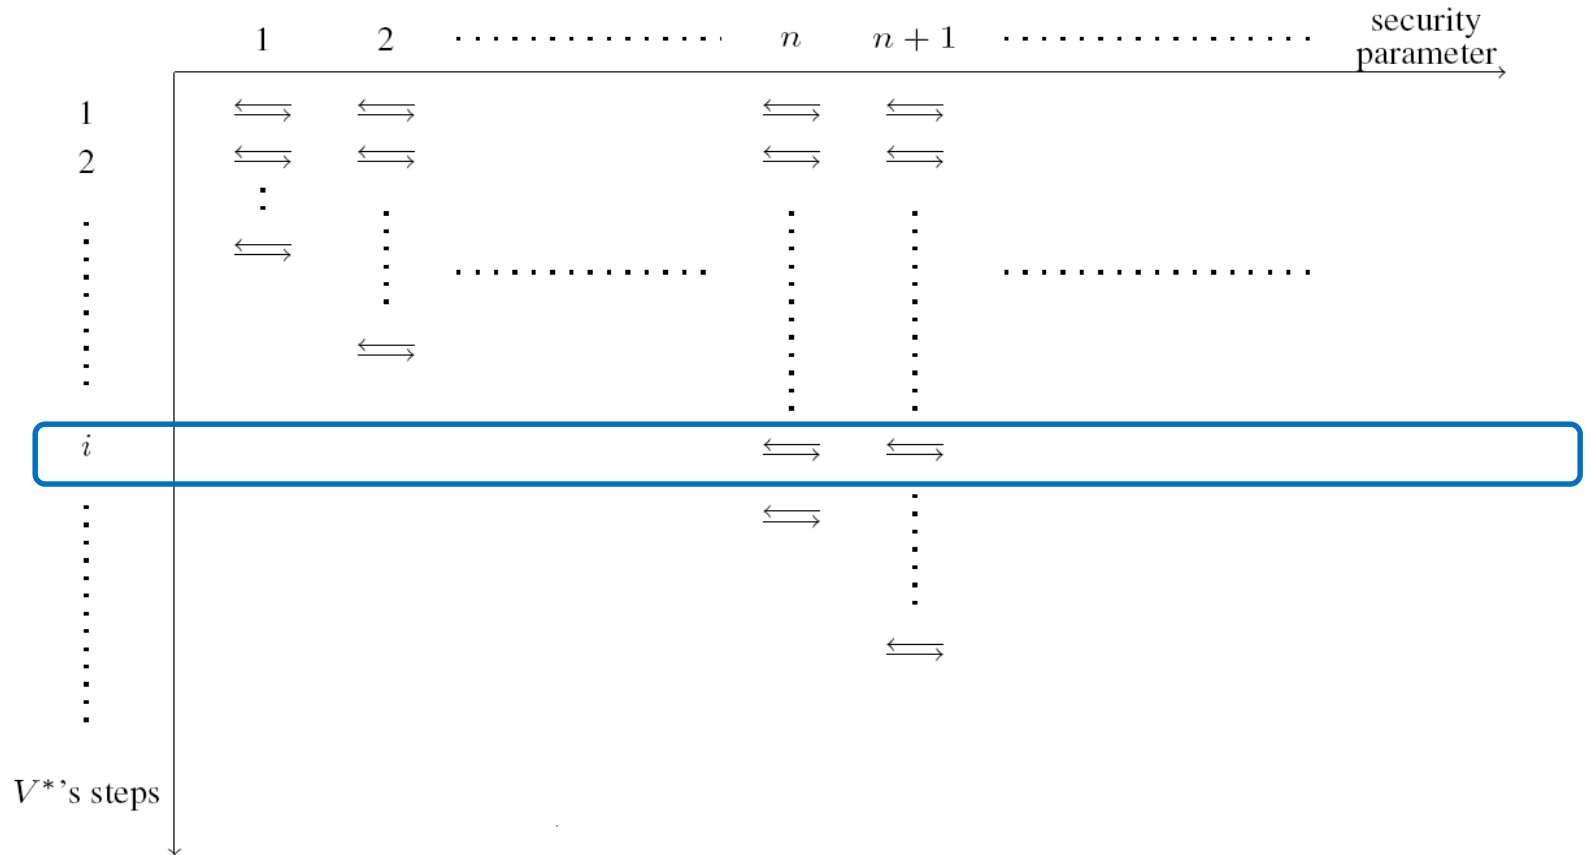 security
1 2 ................ n n + 1 ................. parameter
1
2
i
V*'s steps